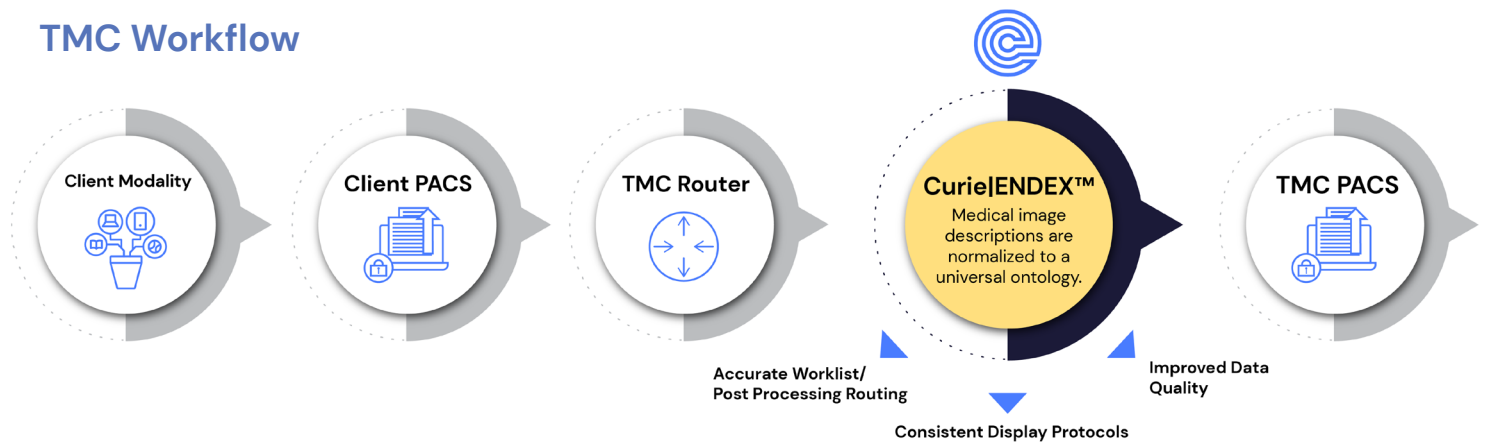 TMC Workflow
Client Modality
Client PACS
TMC Router
Curie|ENDEX™
Medical image
descriptions are
normalized to a
universal ontology.
TMC PACS
Accurate Worklist/
Post Processing Routing
Consistent Display Protocols
Improved Data
Quality